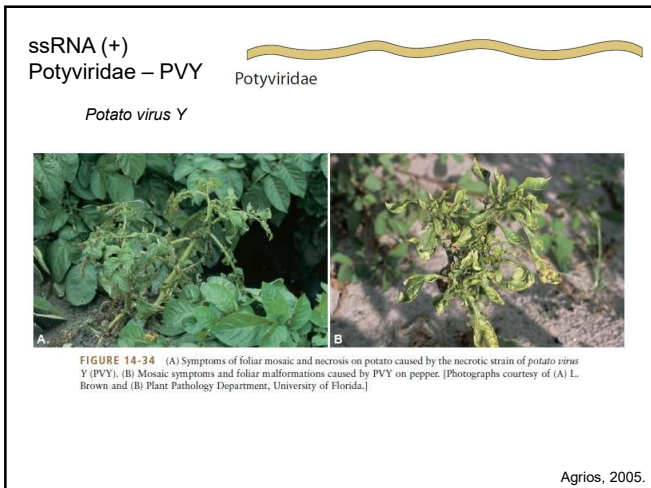 ssRNA (+)
Potyviridae – PVY
Potyviridae
Potato virus Y
A.
B
FIGURE 14-34 (A) Symptoms of foliar mosaic and necrosis on potato caused by the necrotic strain of potato virus
Y (PVY). (B) Mosaic symptoms and foliar malformations caused by PVY on pepper. [Photographs courtesy of (A) L.
Brown and (B) Plant Pathology Department, University of Florida.]
Agrios, 2005.